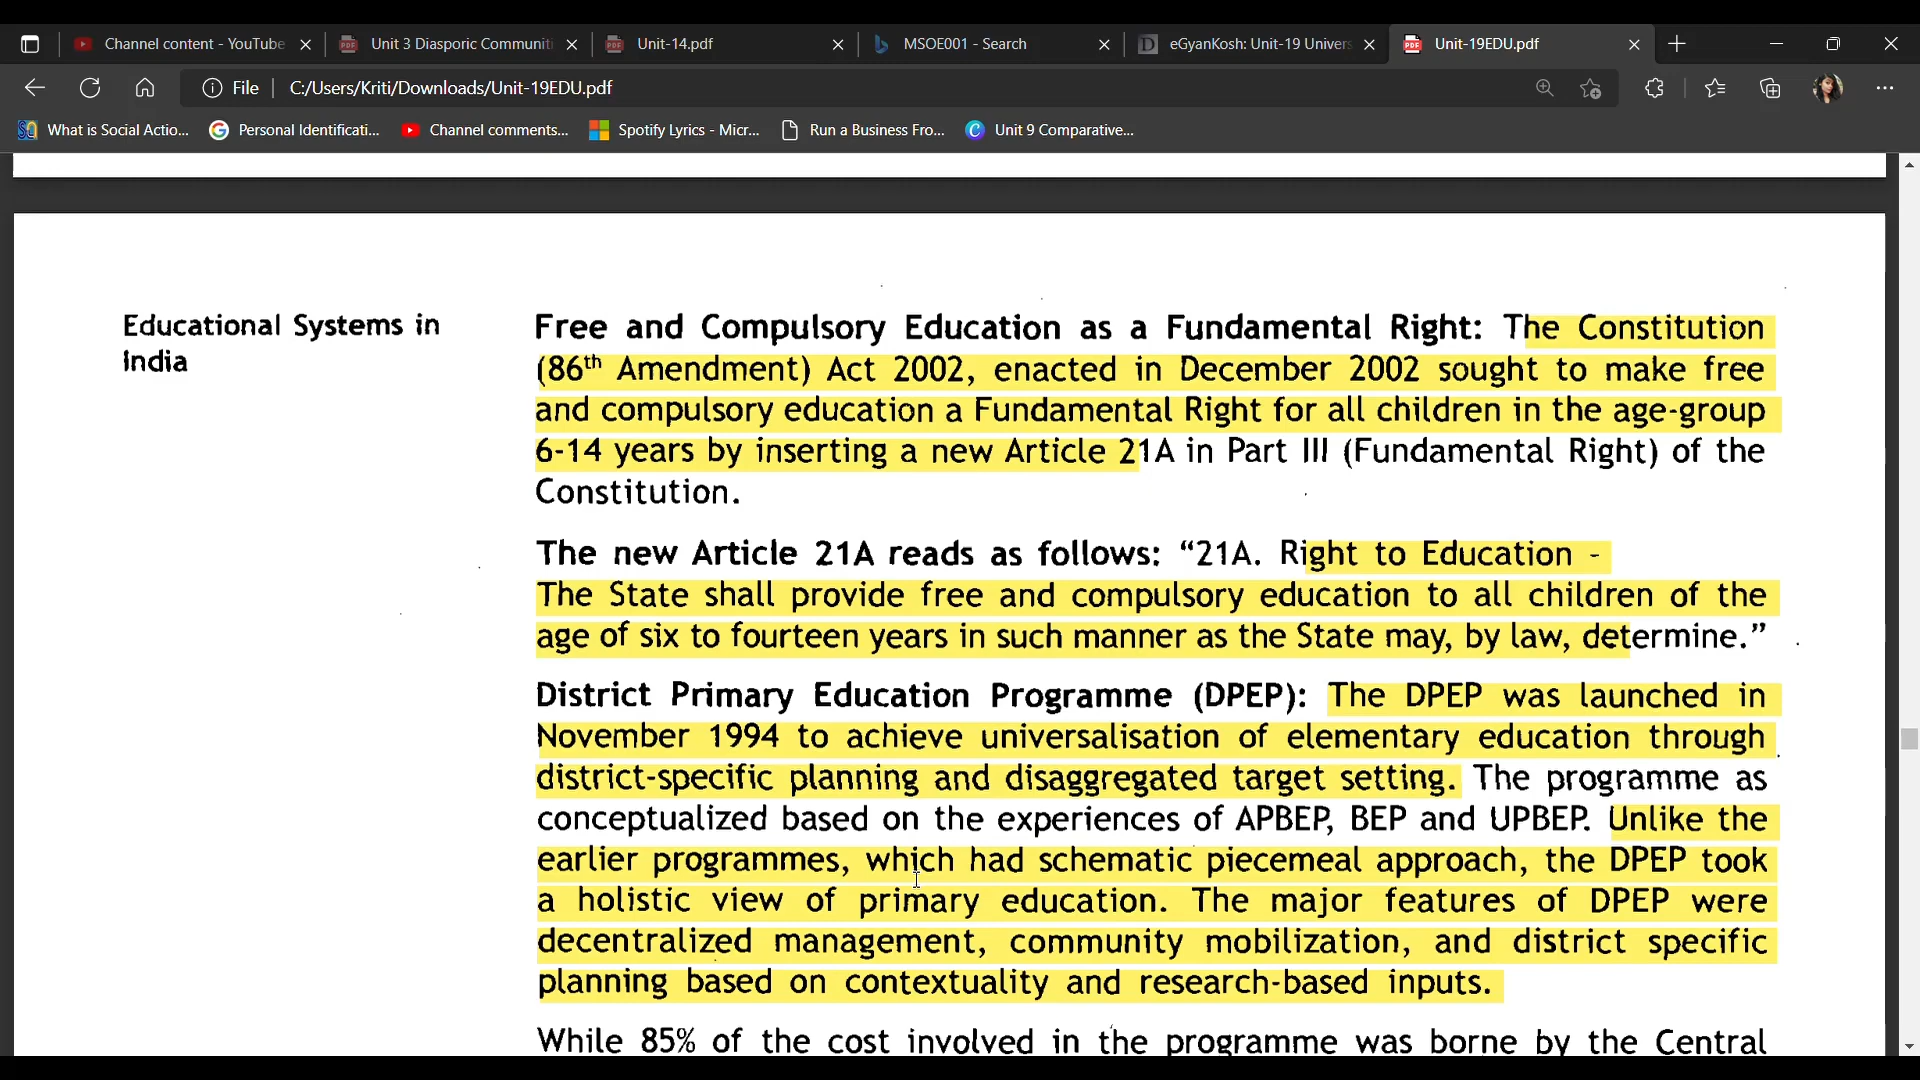 Channel content - YouTube
Unit 3 Diasporic Communiti
Unit-14.pdf
MSOE001 - Search
eGyanKosh: Unit-19 Univers
Unit-19EDU.pdf
File
C:/Users/Kriti/Downloads/Unit-19EDU.pdf
What is Social Actio...
Personal Identificati...
Channel comments...
Spotify Lyrics - Micr...
Run a Business Fro...
Unit 9 Comparative...
Educational Systems in
India
Free and Compulsory Education as a Fundamental Right: The Constitution
(86th Amendment) Act 2002, enacted in December 2002 sought to make free
and compulsory education a Fundamental Right for all children in the age-group
6-14 years by inserting a new Article 21A in Part III (Fundamental Right) of the
Constitution.
The new Article 21A reads as follows: “21A. Right to Education -
The State shall provide free and compulsory education to all children of the
age of six to fourteen years in such manner as the State may, by law, determine.”
District Primary Education Programme (DPEP): The DPEP was launched in
November 1994 to achieve universalisation of elementary education through
district-specific planning and disaggregated target setting. The programme as
conceptualized based on the experiences of APBEP, BEP and UPBEP. Unlike the
earlier programmes, which had schematic piecemeal approach, the DPEP took
a holistic view of primary education. The major features of DPEP were
decentralized management, community mobilization, and district specific
planning based on contextuality and research-based inputs.
While 85% of the cost involved in the programme was borne by the Central